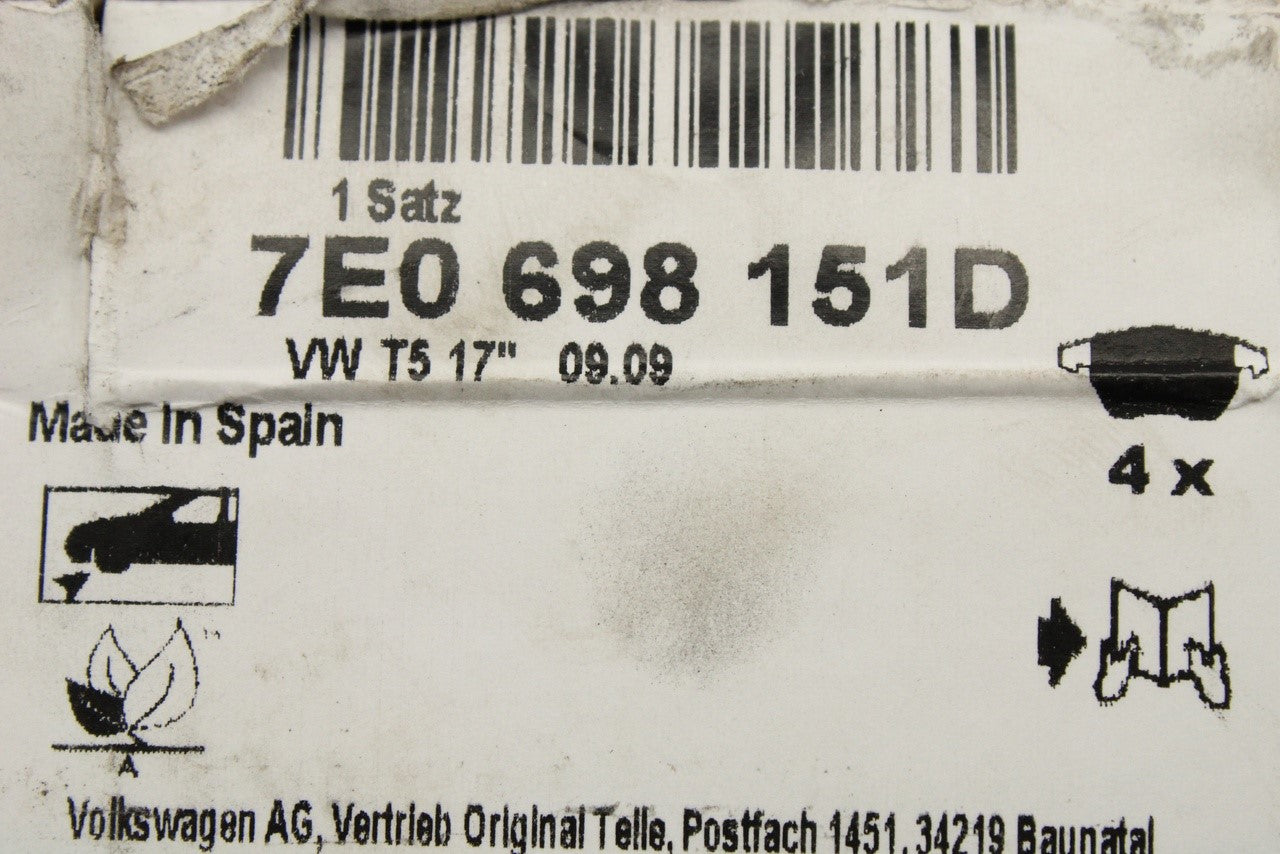 1 Satz
7E0 698 151D
VW T5 17" 09.09
Made In Spain
4 x
TM
A
Volkswagen AG, Vertrieb Original Teile, Postfach 1451, 34219 Baunatal